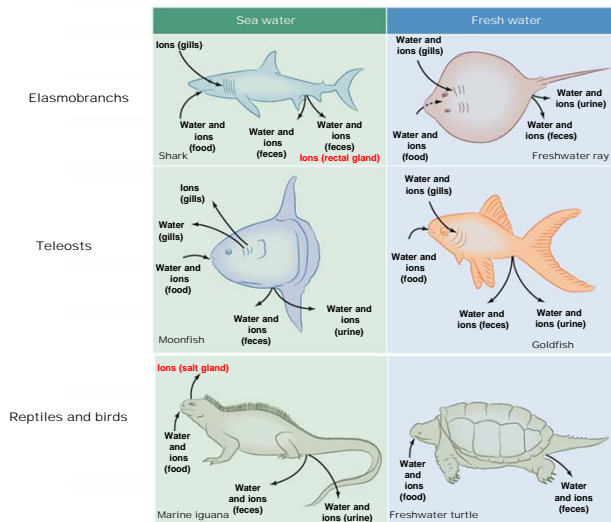 Sea water
Fresh water
Elasmobranchs
Ions (gills)
Water and
ions
(food)
Water and
ions
(feces)
Water and
ions
(feces)
Ions (rectal gland)
Shark
Water and
ions (gills)
Water and
ions
(food)
Water and
ions (urine)
Water and
ions (feces)
Freshwater ray
Teleosts
Ions
(gills)
Water
(gills)
Water and
ions
(food)
Water and
ions
(feces)
Water and
ions
(urine)
Moonfish
Water and
ions (gills)
Water and
ions
(food)
Water and
ions (feces)
Water and
ions (urine)
Goldfish
Reptiles and birds
Ions (salt gland)
Water
and
ions
(food)
Water
and ions
(feces)
Water and
ions (urine)
Marine iguana
Water
and
ions
(food)
Water
and ions
(feces)
Freshwater turtle